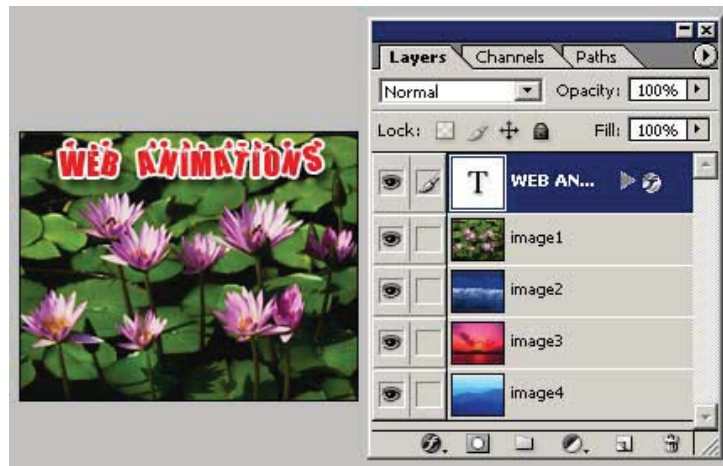 WEB ANIMATIONS
Layers Channels Paths
Normal Opacity: 100%
Lock: Fill: 100%
T WEB AN...
image1
image2
image3
image4